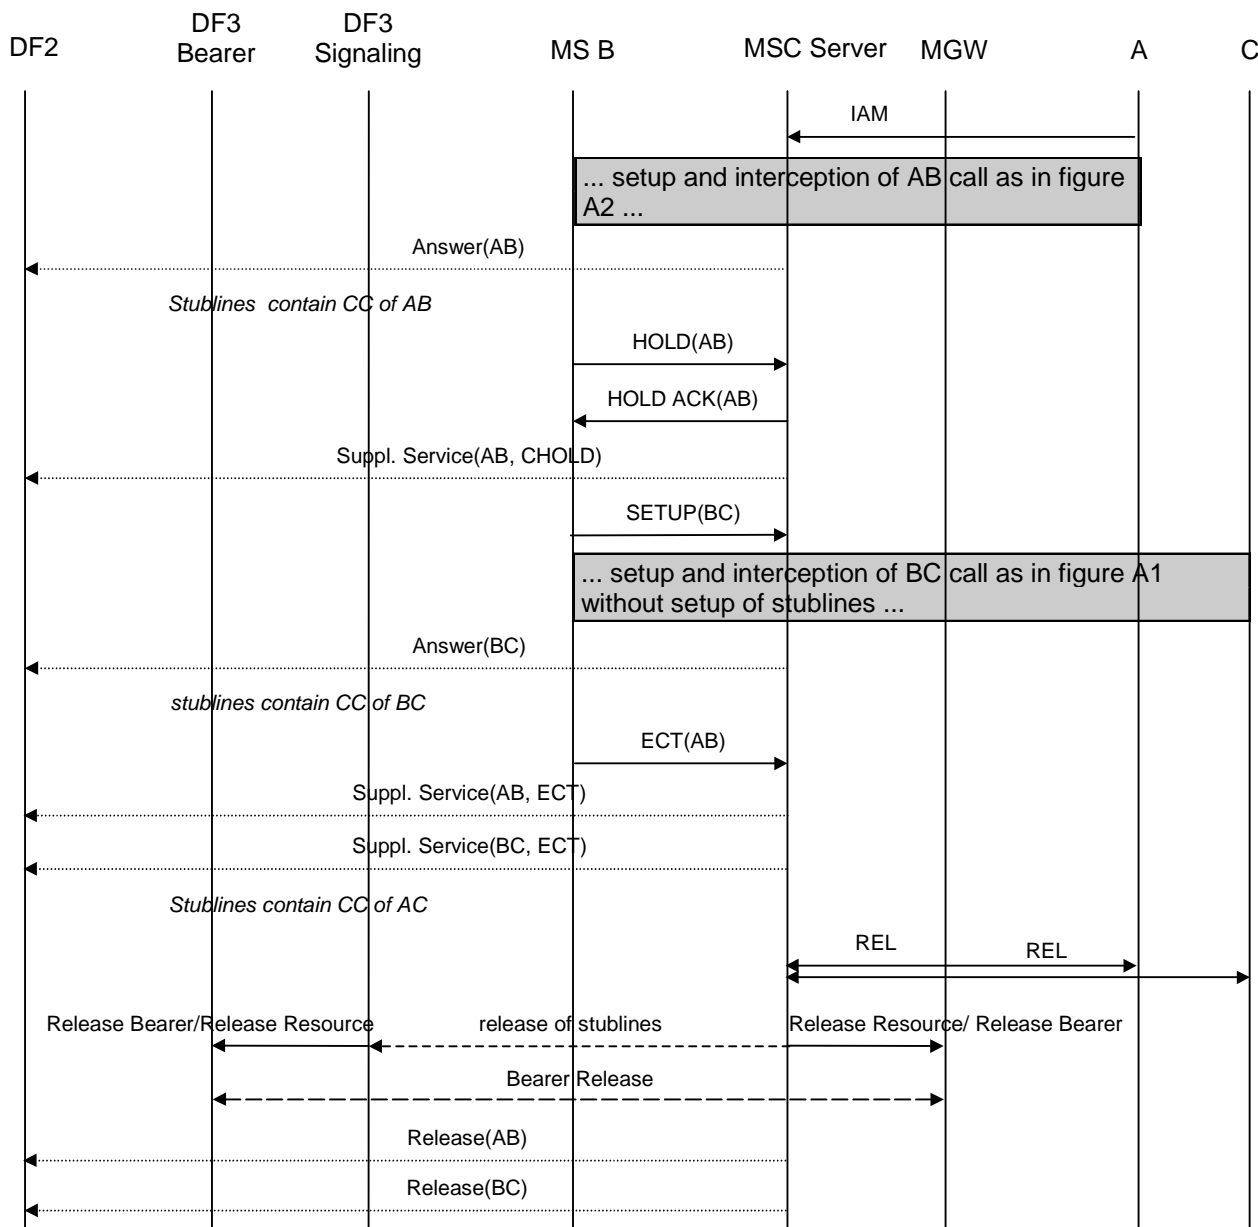 DF2
DF3
Bearer
DF3
Signaling
MS B
MSC Server
MGW
A
C
IAM
... setup and interception of AB call as in figure
A2 ...
Answer(AB)
Stublines contain CC of AB
HOLD(AB)
HOLD ACK(AB)
Suppl. Service(AB, CHOLD)
SETUP(BC)
... setup and interception of BC call as in figure A1
without setup of stublines ...
Answer(BC)
stublines contain CC of BC
ECT(AB)
Suppl. Service(AB, ECT)
Suppl. Service(BC, ECT)
Stublines contain CC of AC
REL
REL
Release Bearer/Release Resource
release of stublines
Release Resource/ Release Bearer
Bearer Release
Release(AB)
Release(BC)